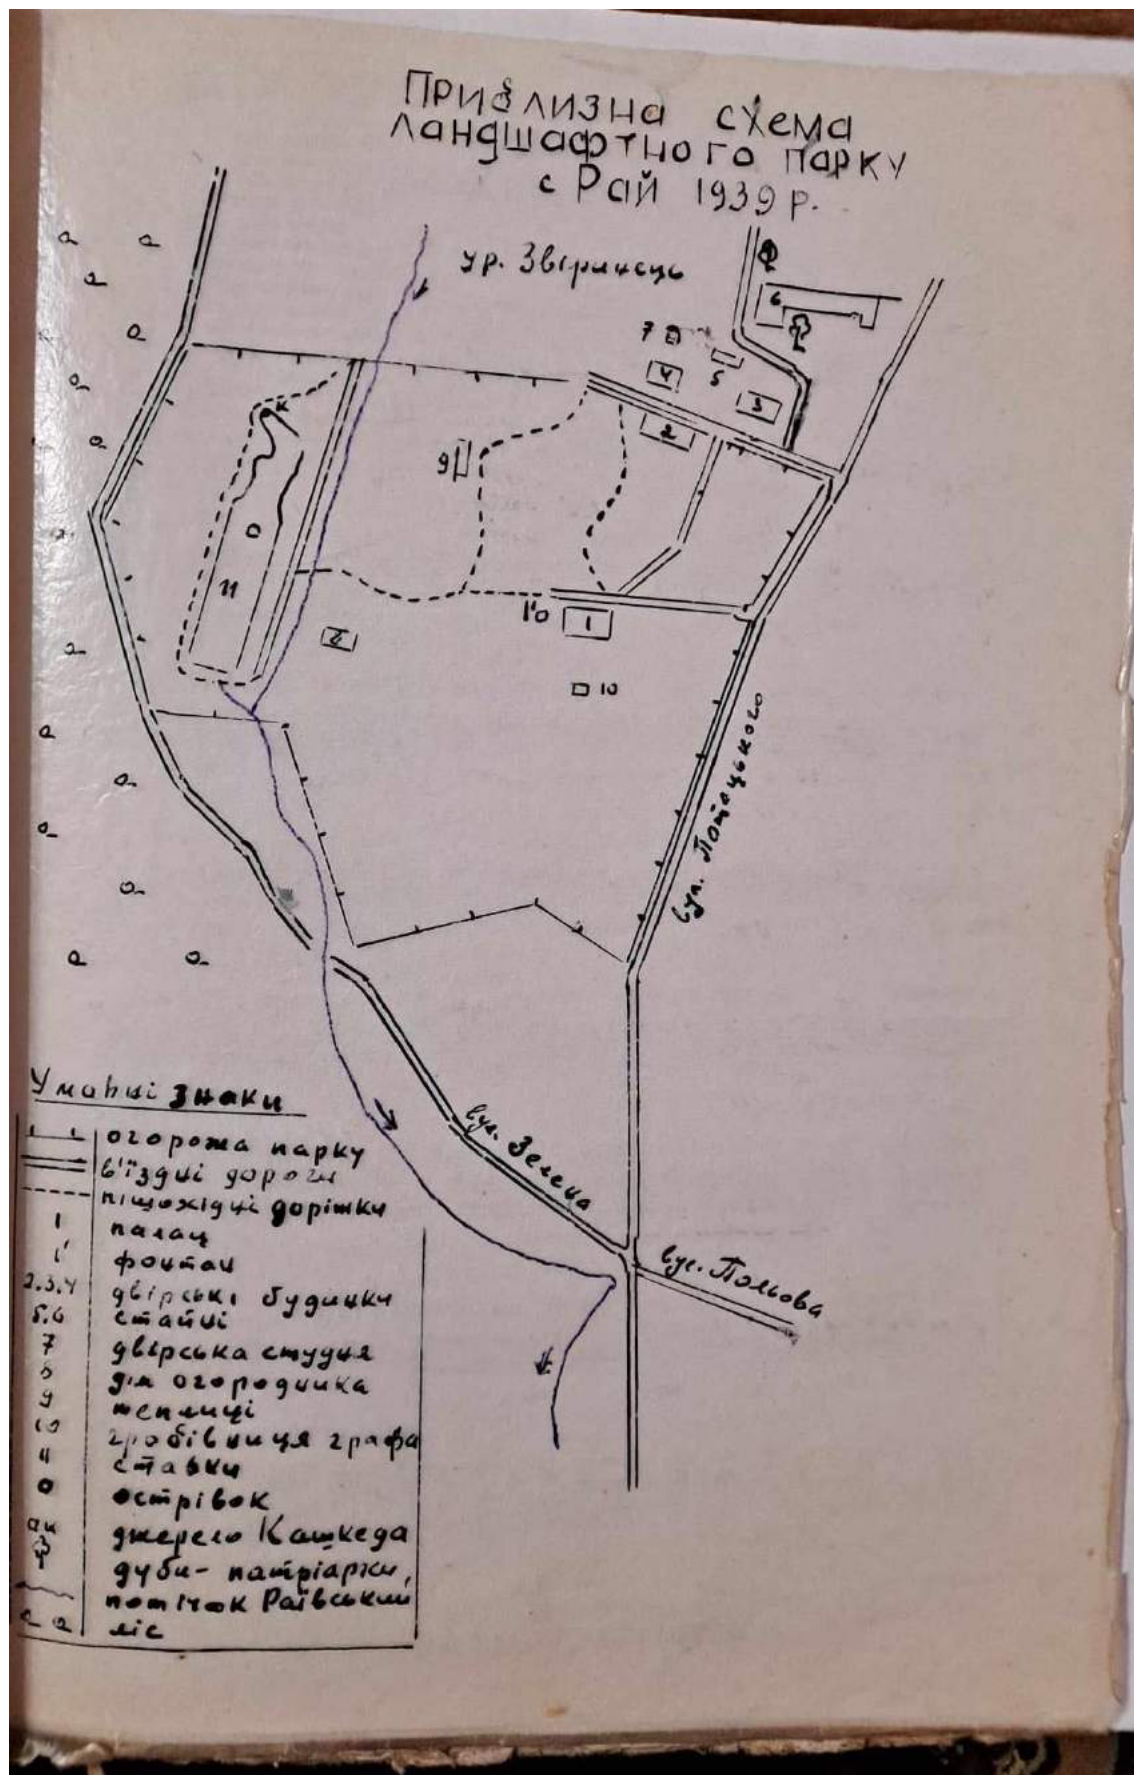 Приблизна схема
ландшафтного парку
с Рай 1939 р.
ур. Звіринець
6
7
4
5
3
2
9
к
о
11
1'0
1
8
10
вул. Потоцького
вул. Зелена
вул. Польова
Умовні знаки
огорожа парку
в'їздні дороги
пішохідні доріжки
1 палац
1' фонтан
2.3.4 двірські будинки
5.6 стайні
7 двірська студня
8 дім огородника
9 теплиці
10 гробівниця графа
11 ставки
о острівок
ак джерело Кашкеда
дуби-патріархи,
потічок Раївський
ліс